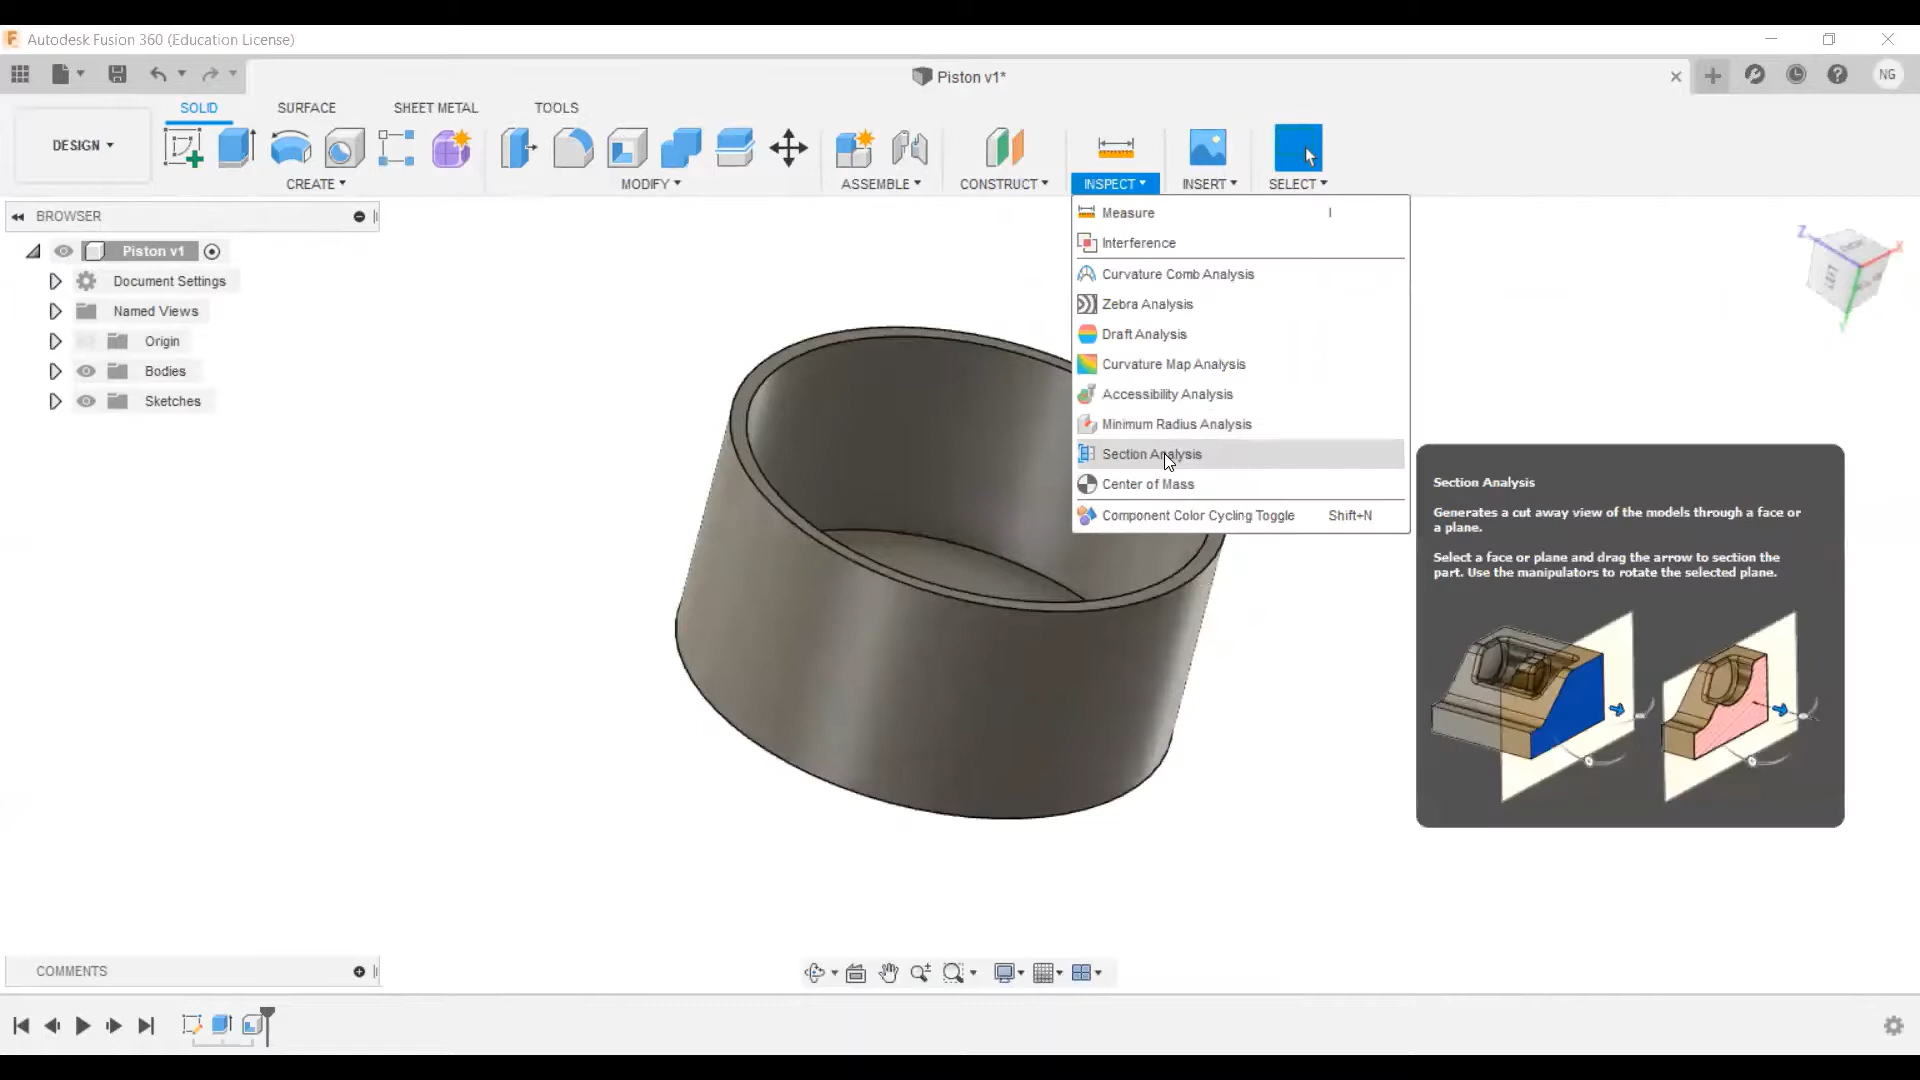 Autodesk Fusion 360 (Education License)
Piston v1*
NG
DESIGN
SOLID
SURFACE
SHEET METAL
TOOLS
CREATE
MODIFY
ASSEMBLE
CONSTRUCT
INSPECT
INSERT
SELECT
BROWSER
Piston v1
Document Settings
Named Views
Origin
Bodies
Sketches
Measure I
Interference
Curvature Comb Analysis
Zebra Analysis
Draft Analysis
Curvature Map Analysis
Accessibility Analysis
Minimum Radius Analysis
Section Analysis
Center of Mass
Component Color Cycling Toggle Shift+N
Section Analysis
Generates a cut away view of the models through a face or
a plane.
Select a face or plane and drag the arrow to section the
part. Use the manipulators to rotate the selected plane.
Z
X
Y
LEFT
COMMENTS